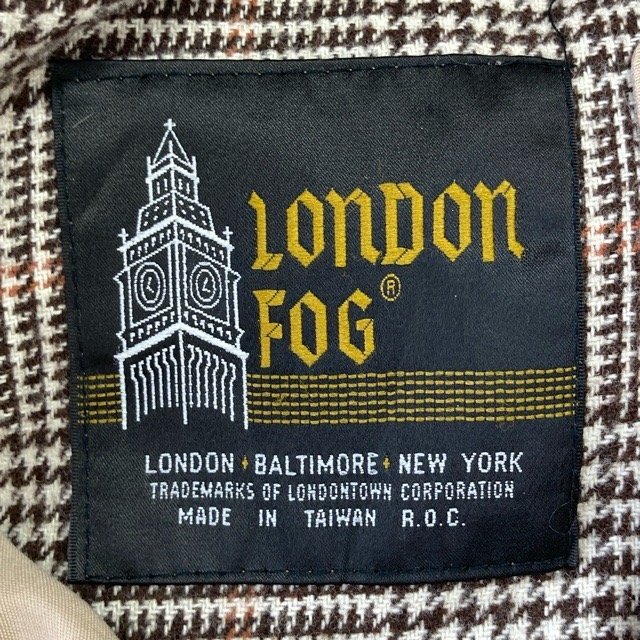 LONDON
FOG®
LONDON ♦ BALTIMORE ♦ NEW YORK
TRADEMARKS OF LONDONTOWN CORPORATION
MADE IN TAIWAN R.O.C.